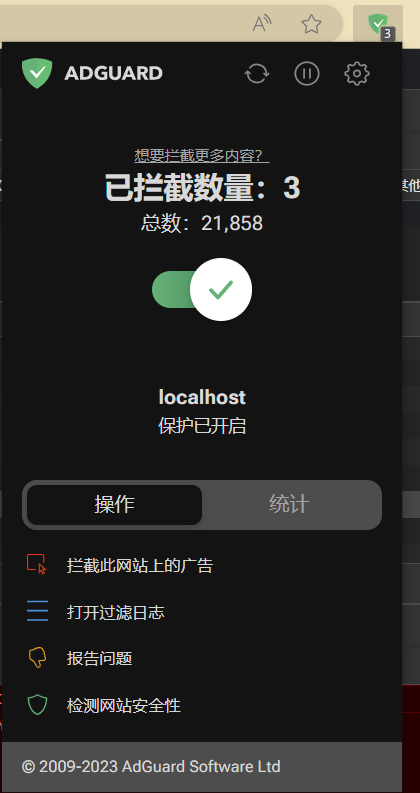 3
ADGUARD
想要拦截更多内容？
已拦截数量：3
总数：21,858
localhost
保护已开启
操作
统计
拦截此网站上的广告
打开过滤日志
报告问题
检测网站安全性
© 2009-2023 AdGuard Software Ltd